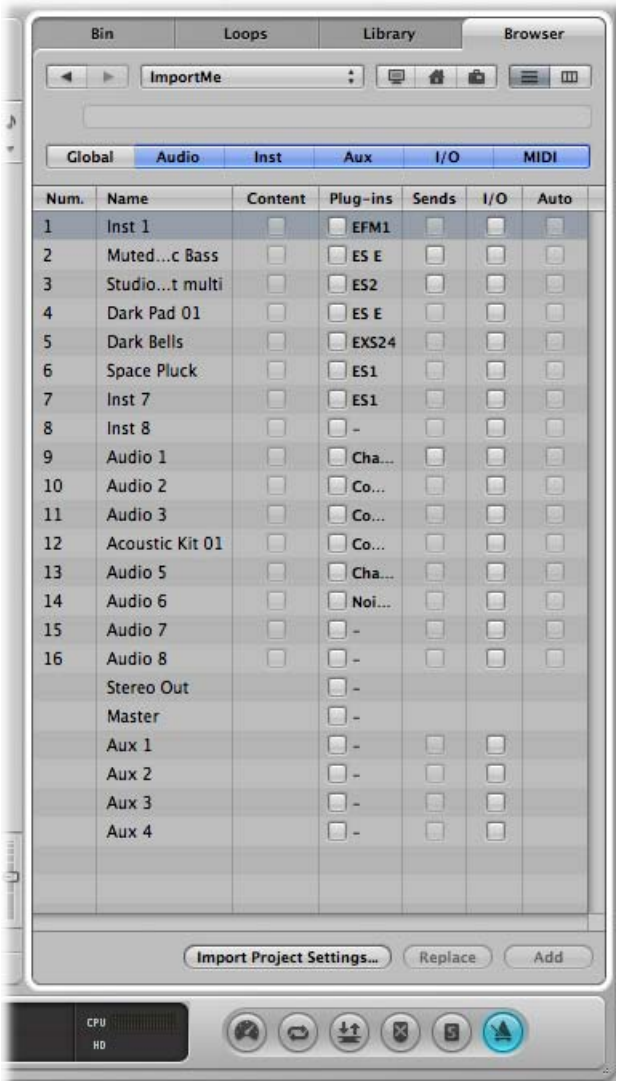 Bin Loops Library Browser
ImportMe
Global Audio Inst Aux I/O MIDI
Num. Name Content Plug-ins Sends I/O Auto
1 Inst 1 EFM1
2 Muted...c Bass ES E
3 Studio...t multi ES2
4 Dark Pad 01 ES E
5 Dark Bells EXS24
6 Space Pluck ES1
7 Inst 7 ES1
8 Inst 8 -
9 Audio 1 Cha...
10 Audio 2 Co...
11 Audio 3 Co...
12 Acoustic Kit 01 Co...
13 Audio 5 Cha...
14 Audio 6 Noi...
15 Audio 7 -
16 Audio 8 -
Stereo Out -
Master -
Aux 1 -
Aux 2 -
Aux 3 -
Aux 4 -
Import Project Settings... Replace Add
CPU
HD
S